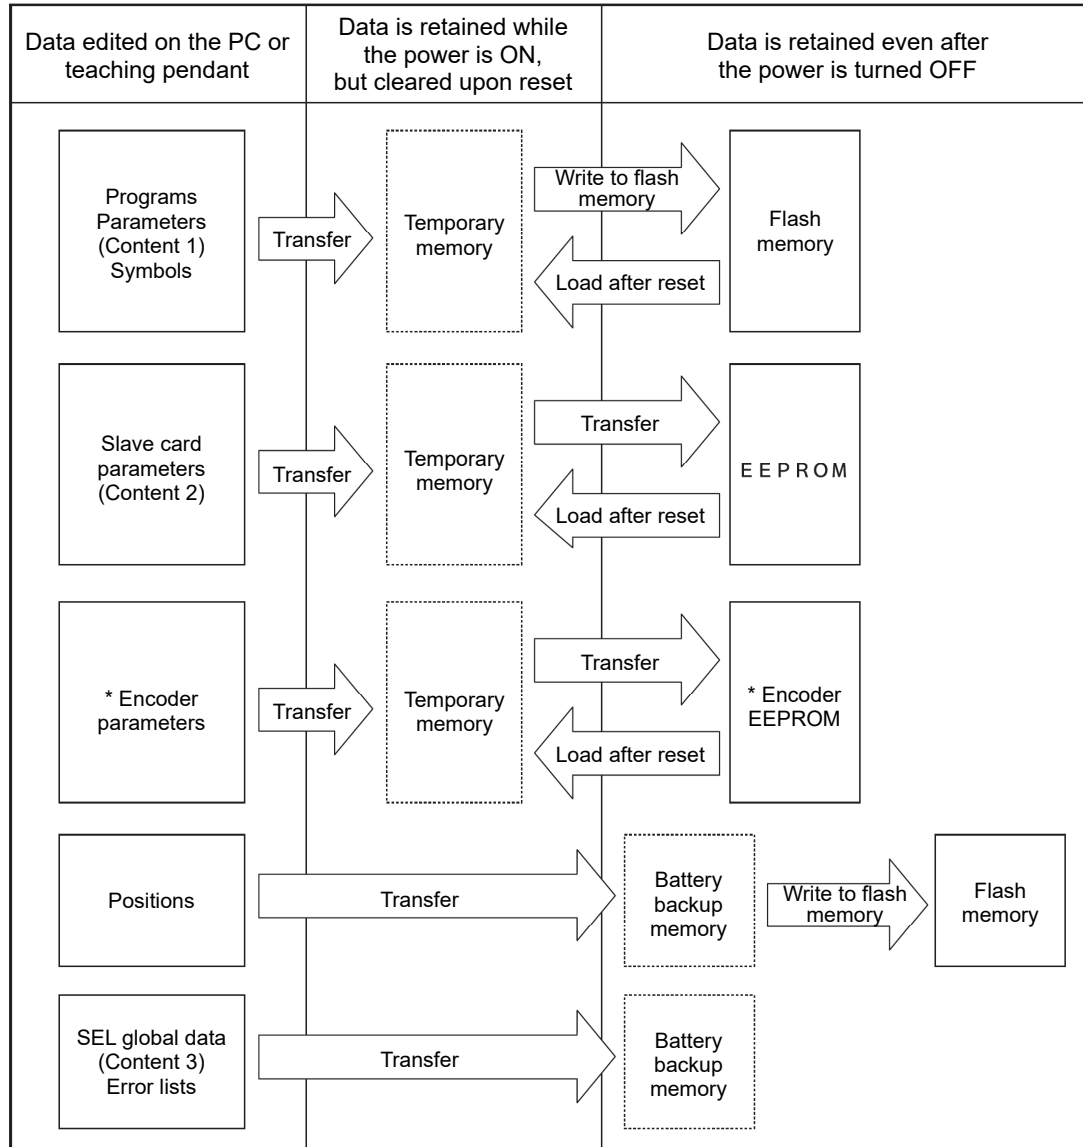 Data edited on the PC or
teaching pendant
Data is retained while
the power is ON,
but cleared upon reset
Data is retained even after
the power is turned OFF
Programs
Parameters
(Content 1)
Symbols
Transfer
Temporary
memory
Write to flash
memory
Load after reset
Flash
memory
Slave card
parameters
(Content 2)
Transfer
Temporary
memory
Transfer
Load after reset
EEPROM
* Encoder
parameters
Transfer
Temporary
memory
Transfer
Load after reset
* Encoder
EEPROM
Positions
Transfer
Battery
backup
memory
Write to flash
memory
Flash
memory
SEL global data
(Content 3)
Error lists
Transfer
Battery
backup
memory